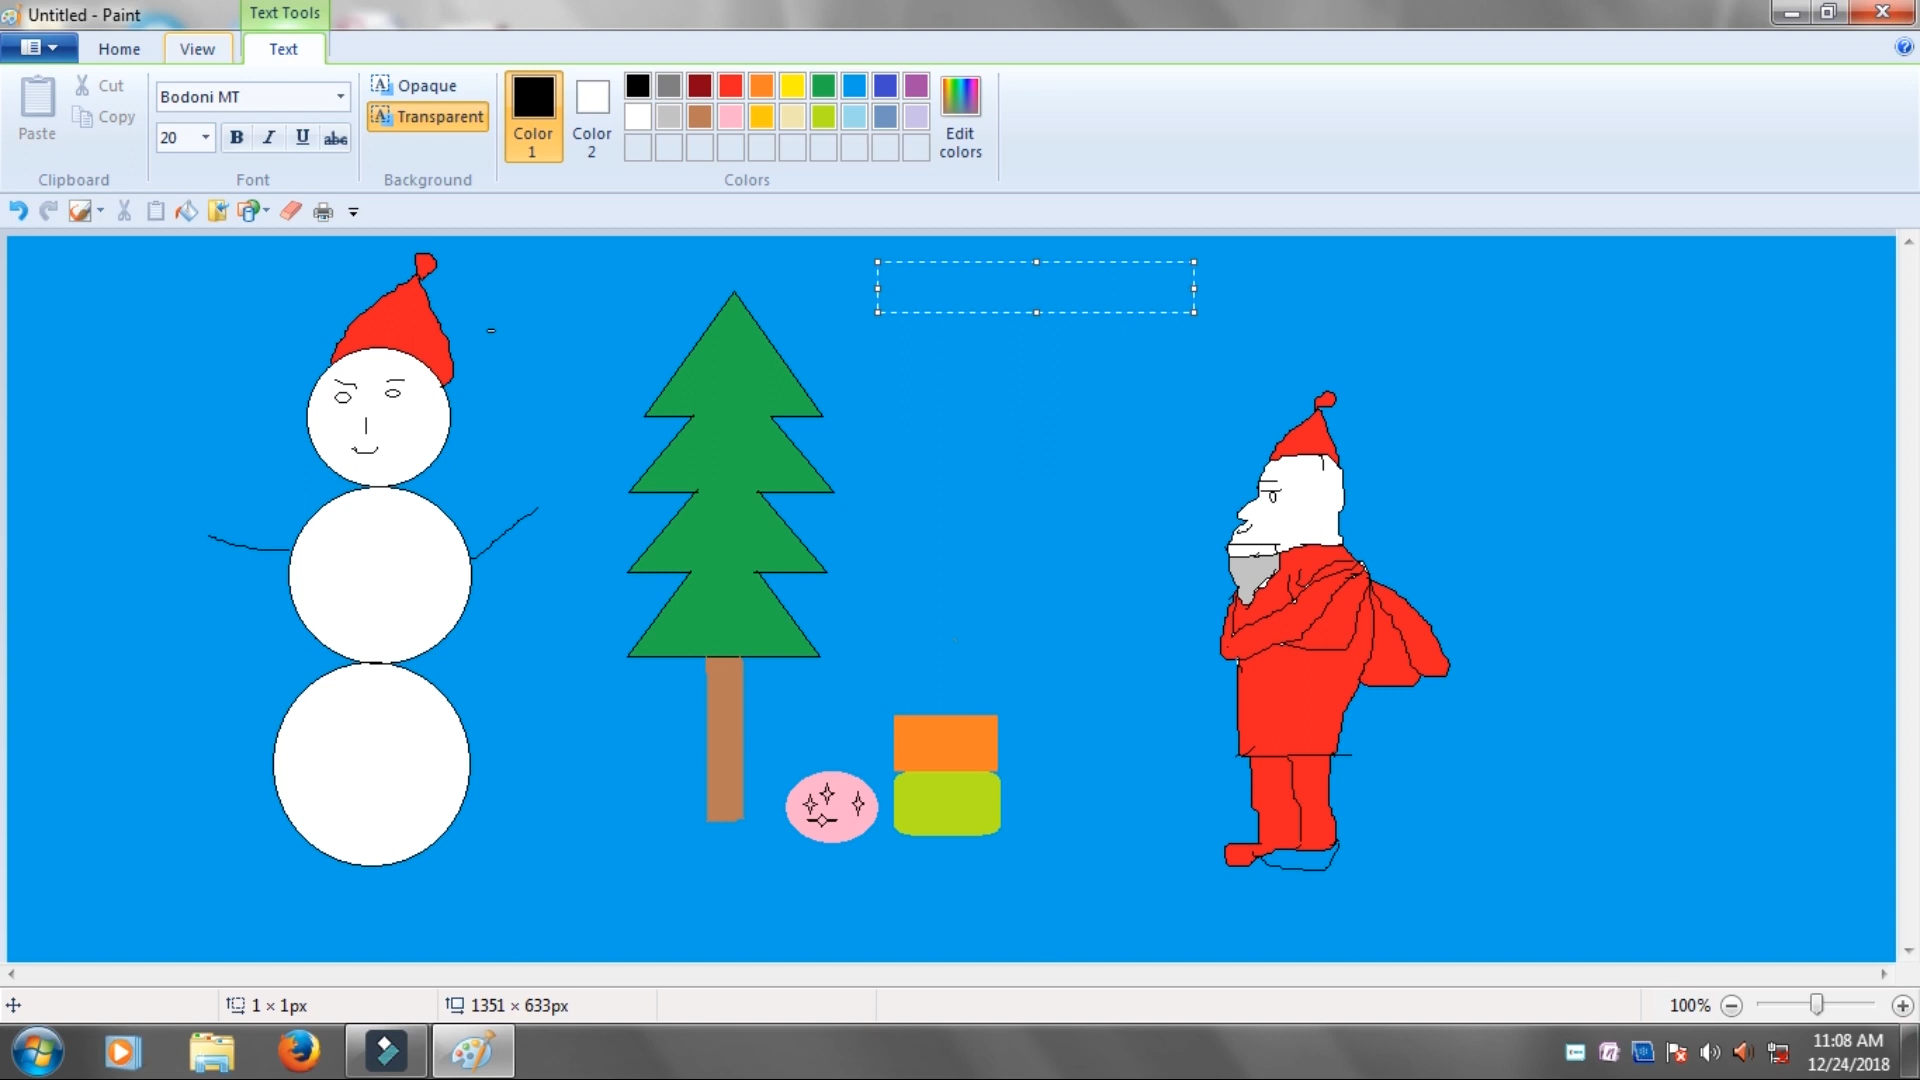 Untitled - Paint
Text Tools
Home
View
Text
Paste
Cut
Copy
Clipboard
Bodoni MT
20
B I U abc
Font
Opaque
Transparent
Background
Color
1
Color
2
Colors
Edit
colors
1 × 1px
1351 × 633px
100%
11:08 AM
12/24/2018